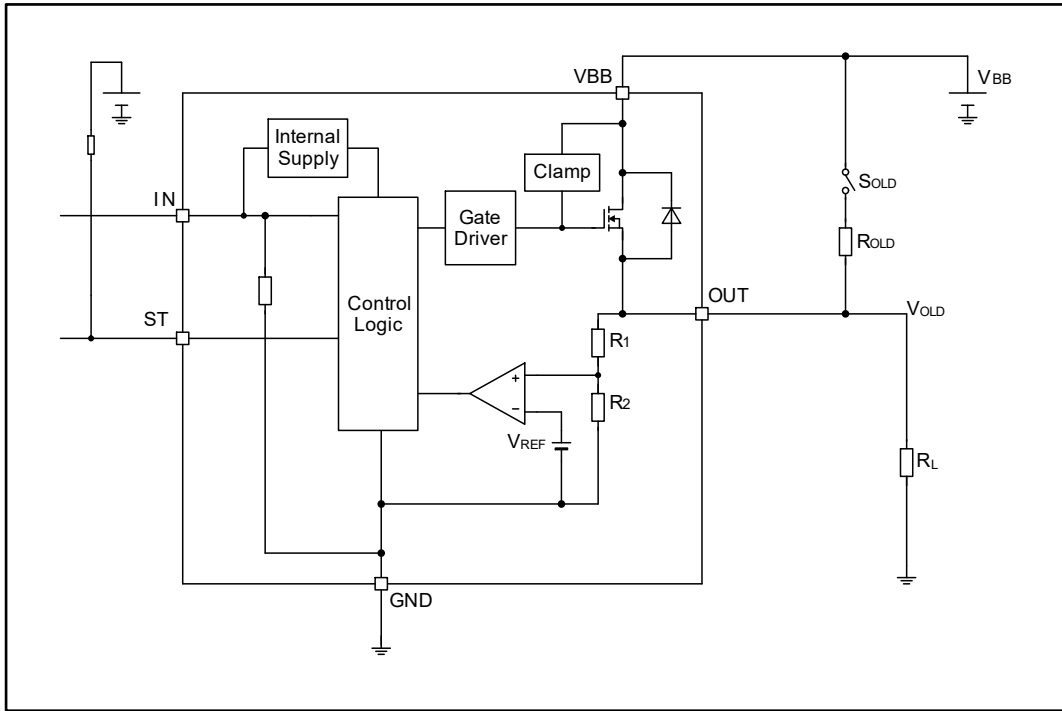 VBB
VBB
Internal
Supply
Clamp
IN
SOLD
Gate
Driver
ROLD
Control
Logic
OUT
VOLD
ST
R1
+
R2
−
VREF
RL
GND